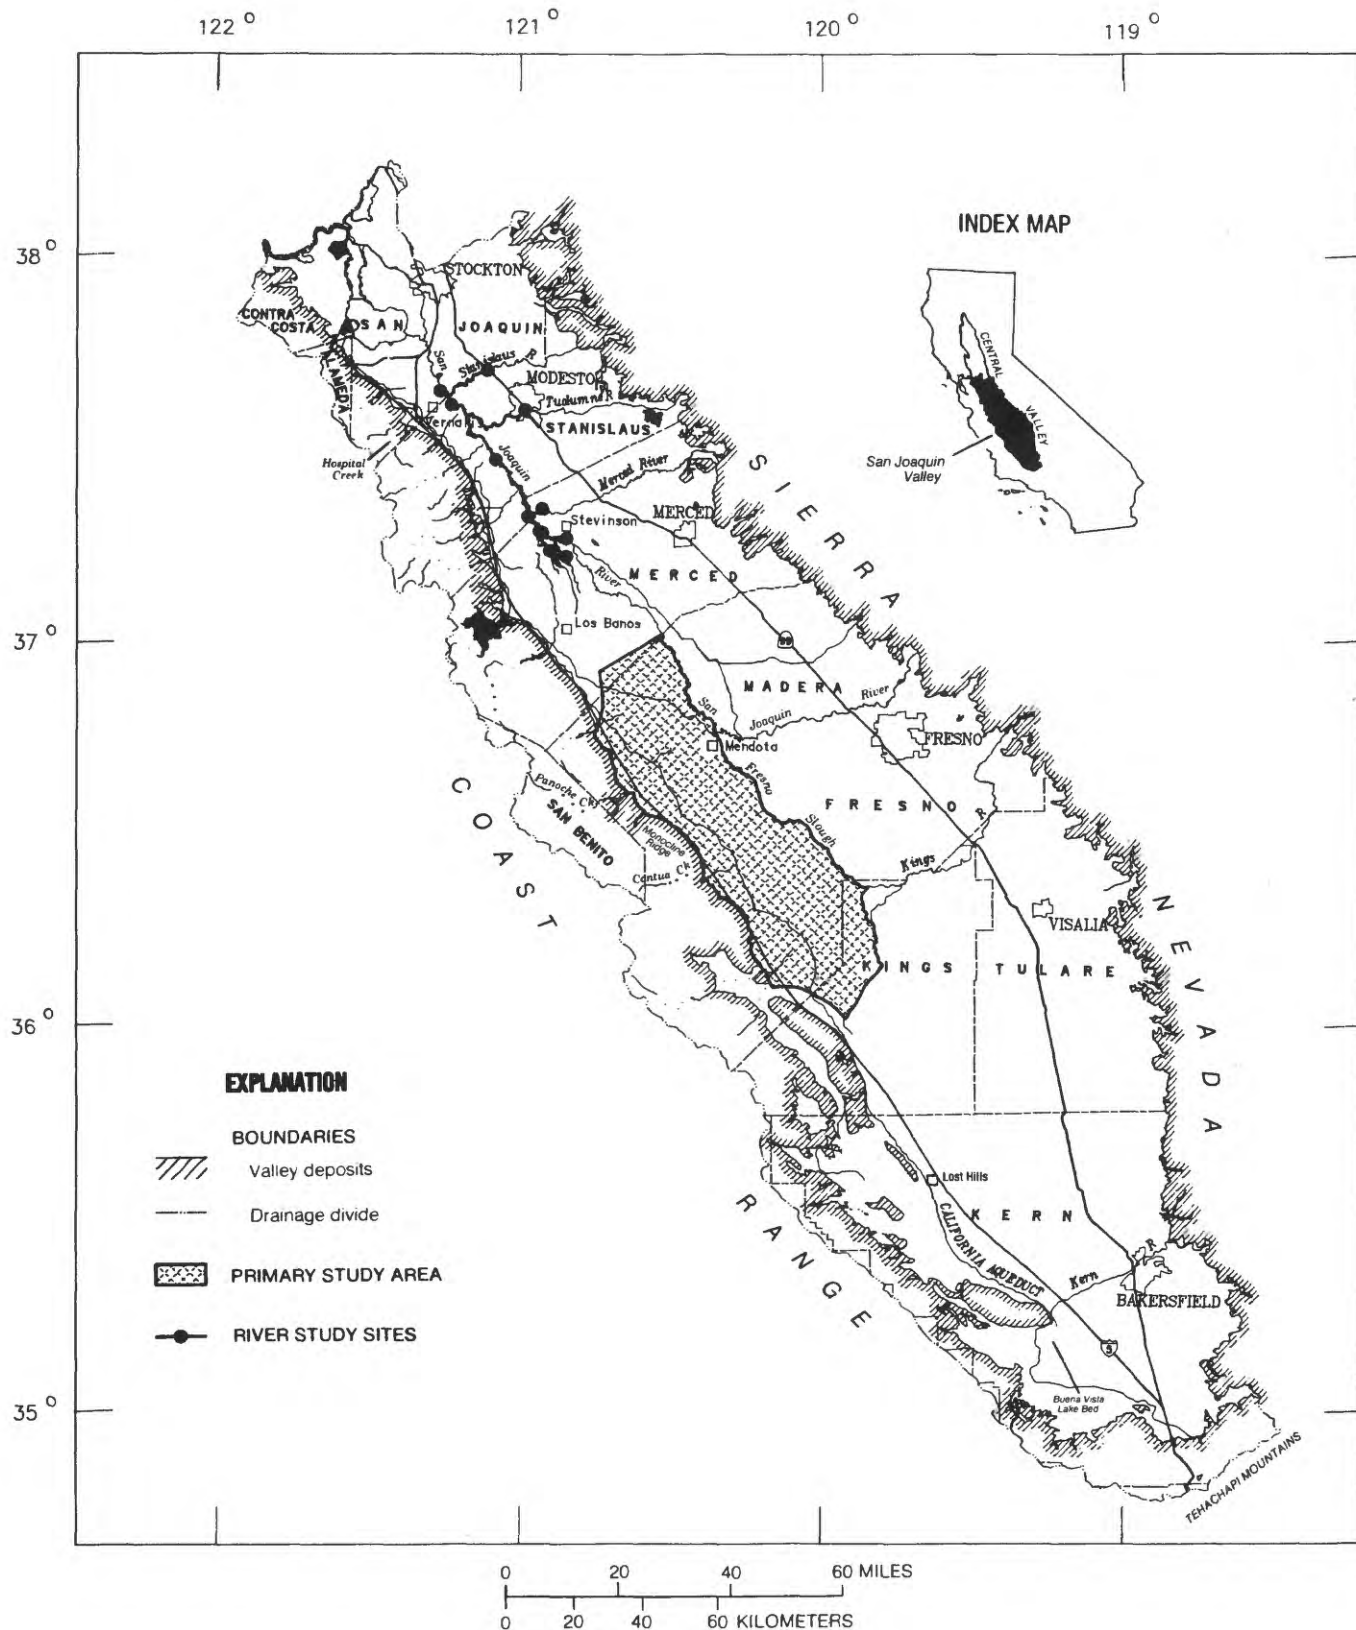 122° 121° 120° 119°
38°
37°
36°
35°
INDEX MAP
CENTRAL
VALLEY
San Joaquin
Valley
STOCKTON
CONTRA
COSTA
SAN JOAQUIN
ALAMEDA
San
Stanislaus R
MODESTO
Vernalis
STANISLAUS
Hospital
Creek
Joaquin
Merced River
Stevinson
MERCED
River
MERCED
SIERRA
Los Banos
99
MADERA
San
Joaquin River
Mendota
FRESNO
Fresno
Slough
FRESNO
COAST
Panoche
SAN BENITO
Monocline
Ridge
Cantua
Kings R
VISALIA
KINGS TULARE
NEVADA
EXPLANATION
BOUNDARIES
Valley deposits
Drainage divide
PRIMARY STUDY AREA
RIVER STUDY SITES
Lost Hills
KERN
RANGE
CALIFORNIA AQUEDUCT
Kern R
BAKERSFIELD
5
Buena Vista
Lake Bed
TEHACHAPI MOUNTAINS
0 20 40 60 MILES
0 20 40 60 KILOMETERS